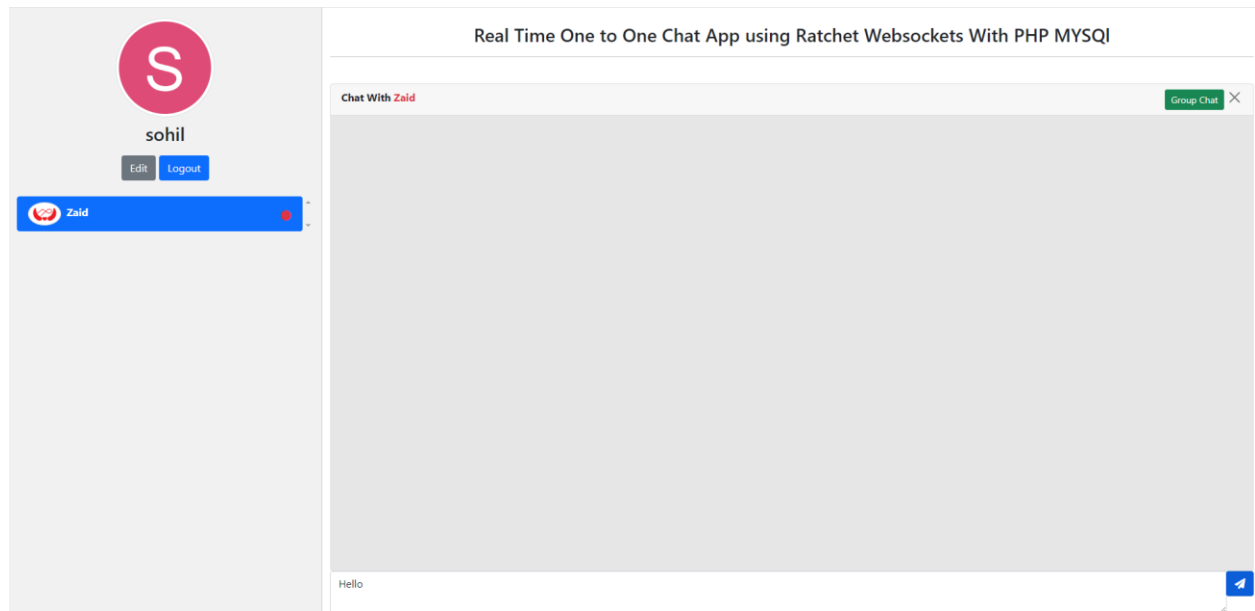 S
sohil
Edit Logout
Zaid
Real Time One to One Chat App using Ratchet Websockets With PHP MYSQl
Chat With Zaid
Group Chat
Hello